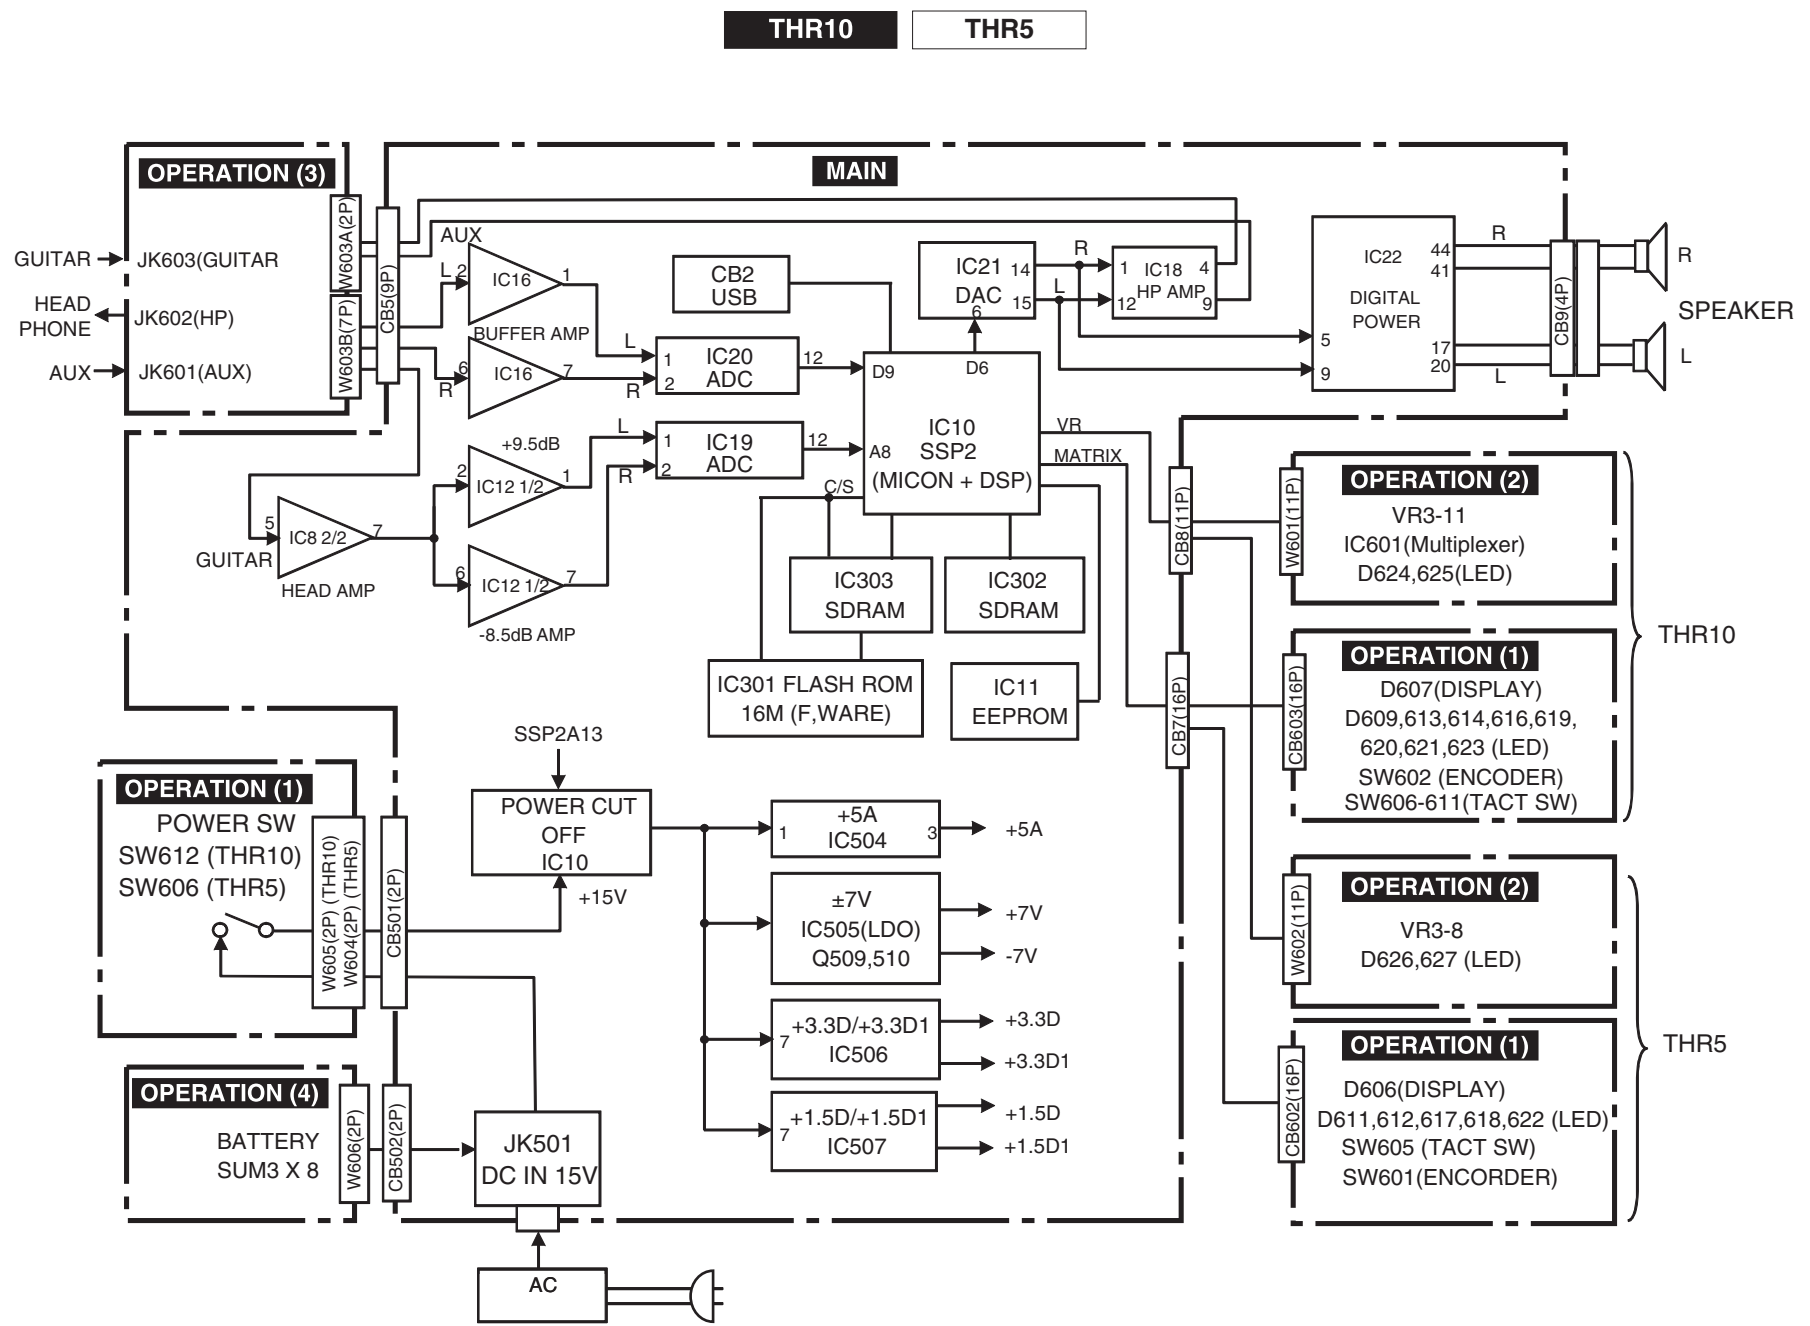 THR10
THR5
OPERATION (3)
MAIN
GUITAR
JK603(GUITAR
HEAD
PHONE
JK602(HP)
AUX
JK601(AUX)
W603A(2P)
W603B(7P)
CB5(9P)
AUX
L
2
IC16
1
BUFFER AMP
R
6
IC16
7
L
R
1
2
IC20
ADC
12
CB2
USB
IC21
DAC
14
15
6
R
L
1
12
IC18
HP AMP
4
9
IC22
DIGITAL
POWER
5
9
44
41
17
20
R
L
CB9(4P)
R
SPEAKER
L
D9
D6
A8
IC10
SSP2
(MICON + DSP)
VR
MATRIX
C/S
+9.5dB
2
IC12 1/2
1
L
R
1
2
IC19
ADC
12
5
IC8 2/2
7
GUITAR
HEAD AMP
6
IC12 1/2
7
-8.5dB AMP
IC303
SDRAM
IC302
SDRAM
IC301 FLASH ROM
16M (F,WARE)
IC11
EEPROM
CB8(11P)
CB7(16P)
W601(11P)
OPERATION (2)
VR3-11
IC601(Multiplexer)
D624,625(LED)
THR10
CB603(16P)
OPERATION (1)
D607(DISPLAY)
D609,613,614,616,619,
620,621,623 (LED)
SW602 (ENCODER)
SW606-611(TACT SW)
W602(11P)
OPERATION (2)
VR3-8
D626,627 (LED)
THR5
CB602(16P)
OPERATION (1)
D606(DISPLAY)
D611,612,617,618,622 (LED)
SW605 (TACT SW)
SW601(ENCORDER)
SSP2A13
POWER CUT
OFF
IC10
+15V
OPERATION (1)
POWER SW
SW612 (THR10)
SW606 (THR5)
W605(2P) (THR10)
W604(2P) (THR5)
CB501(2P)
1
+5A
IC504
3
+5A
±7V
IC505(LDO)
Q509,510
+7V
-7V
7
+3.3D/+3.3D1
IC506
+3.3D
+3.3D1
7
+1.5D/+1.5D1
IC507
+1.5D
+1.5D1
OPERATION (4)
BATTERY
SUM3 X 8
W606(2P)
CB502(2P)
JK501
DC IN 15V
AC